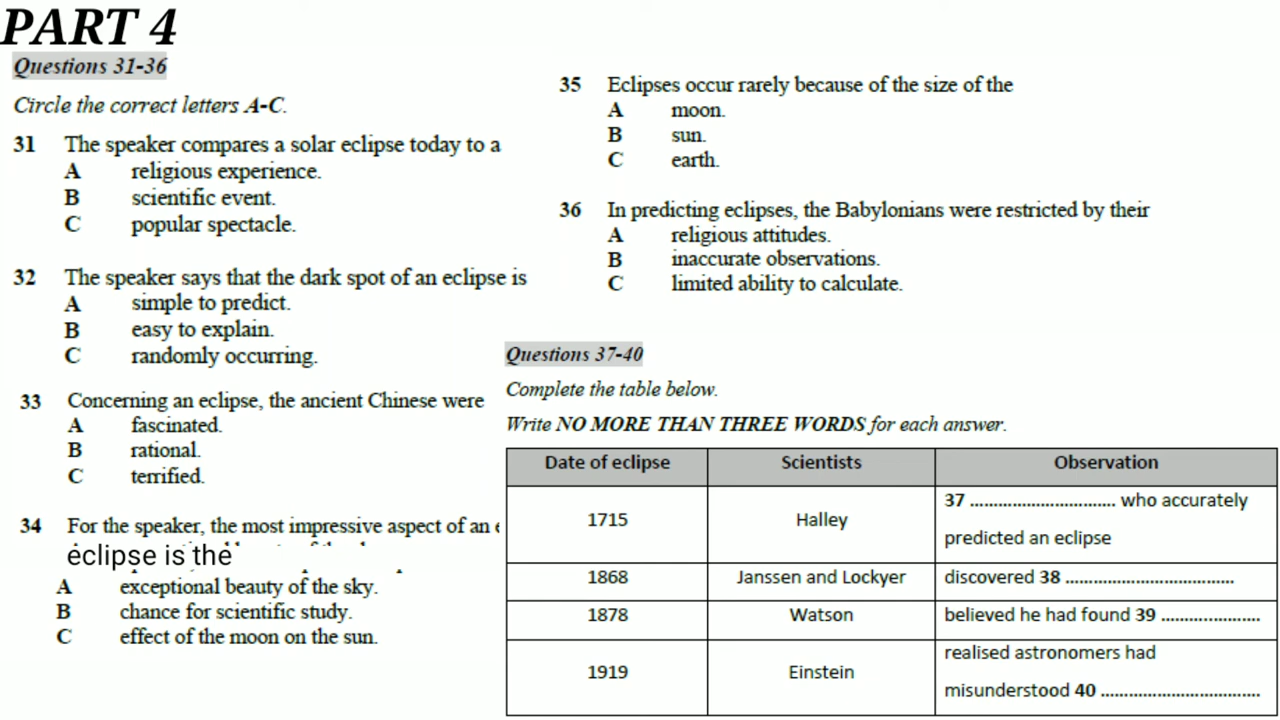 PART 4
Questions 31-36
Circle the correct letters A-C.
31 The speaker compares a solar eclipse today to a
A religious experience.
B scientific event.
C popular spectacle.
32 The speaker says that the dark spot of an eclipse is
A simple to predict.
B easy to explain.
C randomly occurring.
33 Concerning an eclipse, the ancient Chinese were
A fascinated.
B rational.
C terrified.
34 For the speaker, the most impressive aspect of an
eclipse is the
A exceptional beauty of the sky.
B chance for scientific study.
C effect of the moon on the sun.
35 Eclipses occur rarely because of the size of the
A moon.
B sun.
C earth.
36 In predicting eclipses, the Babylonians were restricted by their
A religious attitudes.
B inaccurate observations.
C limited ability to calculate.
Questions 37-40
Complete the table below.
Write NO MORE THAN THREE WORDS for each answer.
Date of eclipse Scientists Observation
1715 Halley 37 ............................... who accurately
predicted an eclipse
1868 Janssen and Lockyer discovered 38 ....................................
1878 Watson believed he had found 39 .....................
1919 Einstein realised astronomers had
misunderstood 40 ..................................